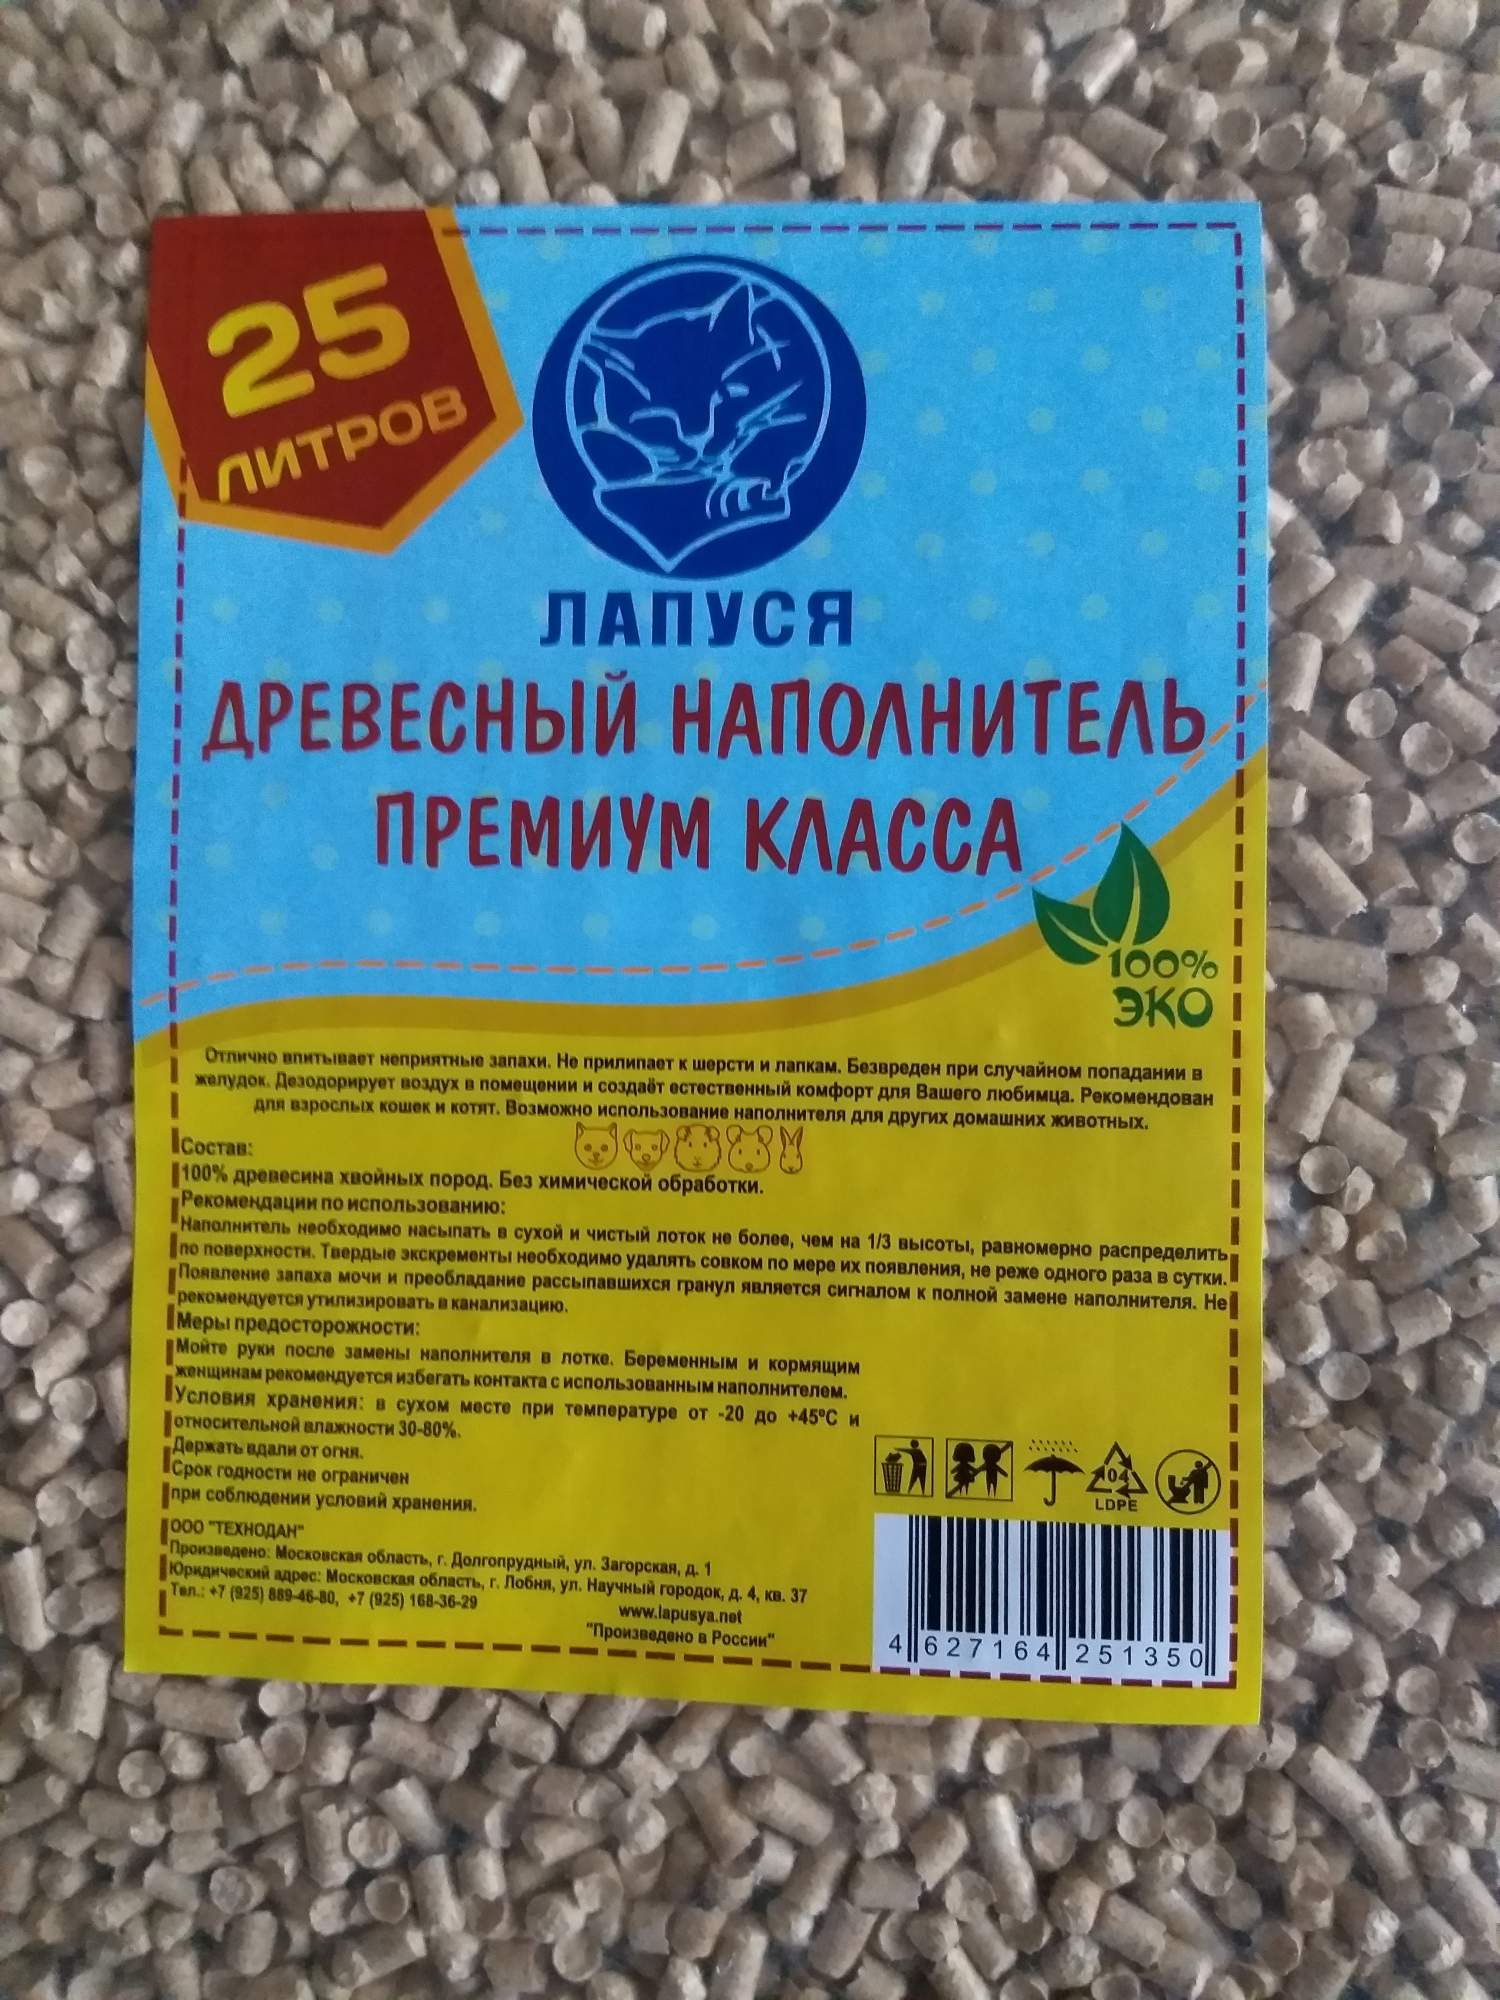 25
ЛИТРОВ
ЛАПУСЯ
ДРЕВЕСНЫЙ НАПОЛНИТЕЛЬ
ПРЕМИУМ КЛАССА
100%
ЭКО
Отлично впитывает неприятные запахи. Не прилипает к шерсти и лапкам. Безвреден при случайном попадании в
желудок. Дезодорирует воздух в помещении и создаёт естественный комфорт для Вашего любимца. Рекомендован
для взрослых кошек и котят. Возможно использование наполнителя для других домашних животных.
Состав:
100% древесина хвойных пород. Без химической обработки.
Рекомендации по использованию:
Наполнитель необходимо насыпать в сухой и чистый лоток не более, чем на 1/3 высоты, равномерно распределить
по поверхности. Твердые экскременты необходимо удалять совком по мере их появления, не реже одного раза в сутки.
Появление запаха мочи и преобладание рассыпавшихся гранул является сигналом к полной замене наполнителя. Не
рекомендуется утилизировать в канализацию.
Меры предосторожности:
Мойте руки после замены наполнителя в лотке. Беременным и кормящим
женщинам рекомендуется избегать контакта с использованным наполнителем.
Условия хранения: в сухом месте при температуре от -20 до +45ºС и
относительной влажности 30-80%.
Держать вдали от огня.
Срок годности не ограничен
при соблюдении условий хранения.
04
LDPE
ООО "ТЕХНОДАН"
Произведено: Московская область, г. Долгопрудный, ул. Загорская, д. 1
Юридический адрес: Московская область, г. Лобня, ул. Научный городок, д. 4, кв. 37
Тел.: +7 (925) 889-46-80, +7 (925) 168-36-29
www.lapusya.net
"Произведено в России"
4 627164 251350